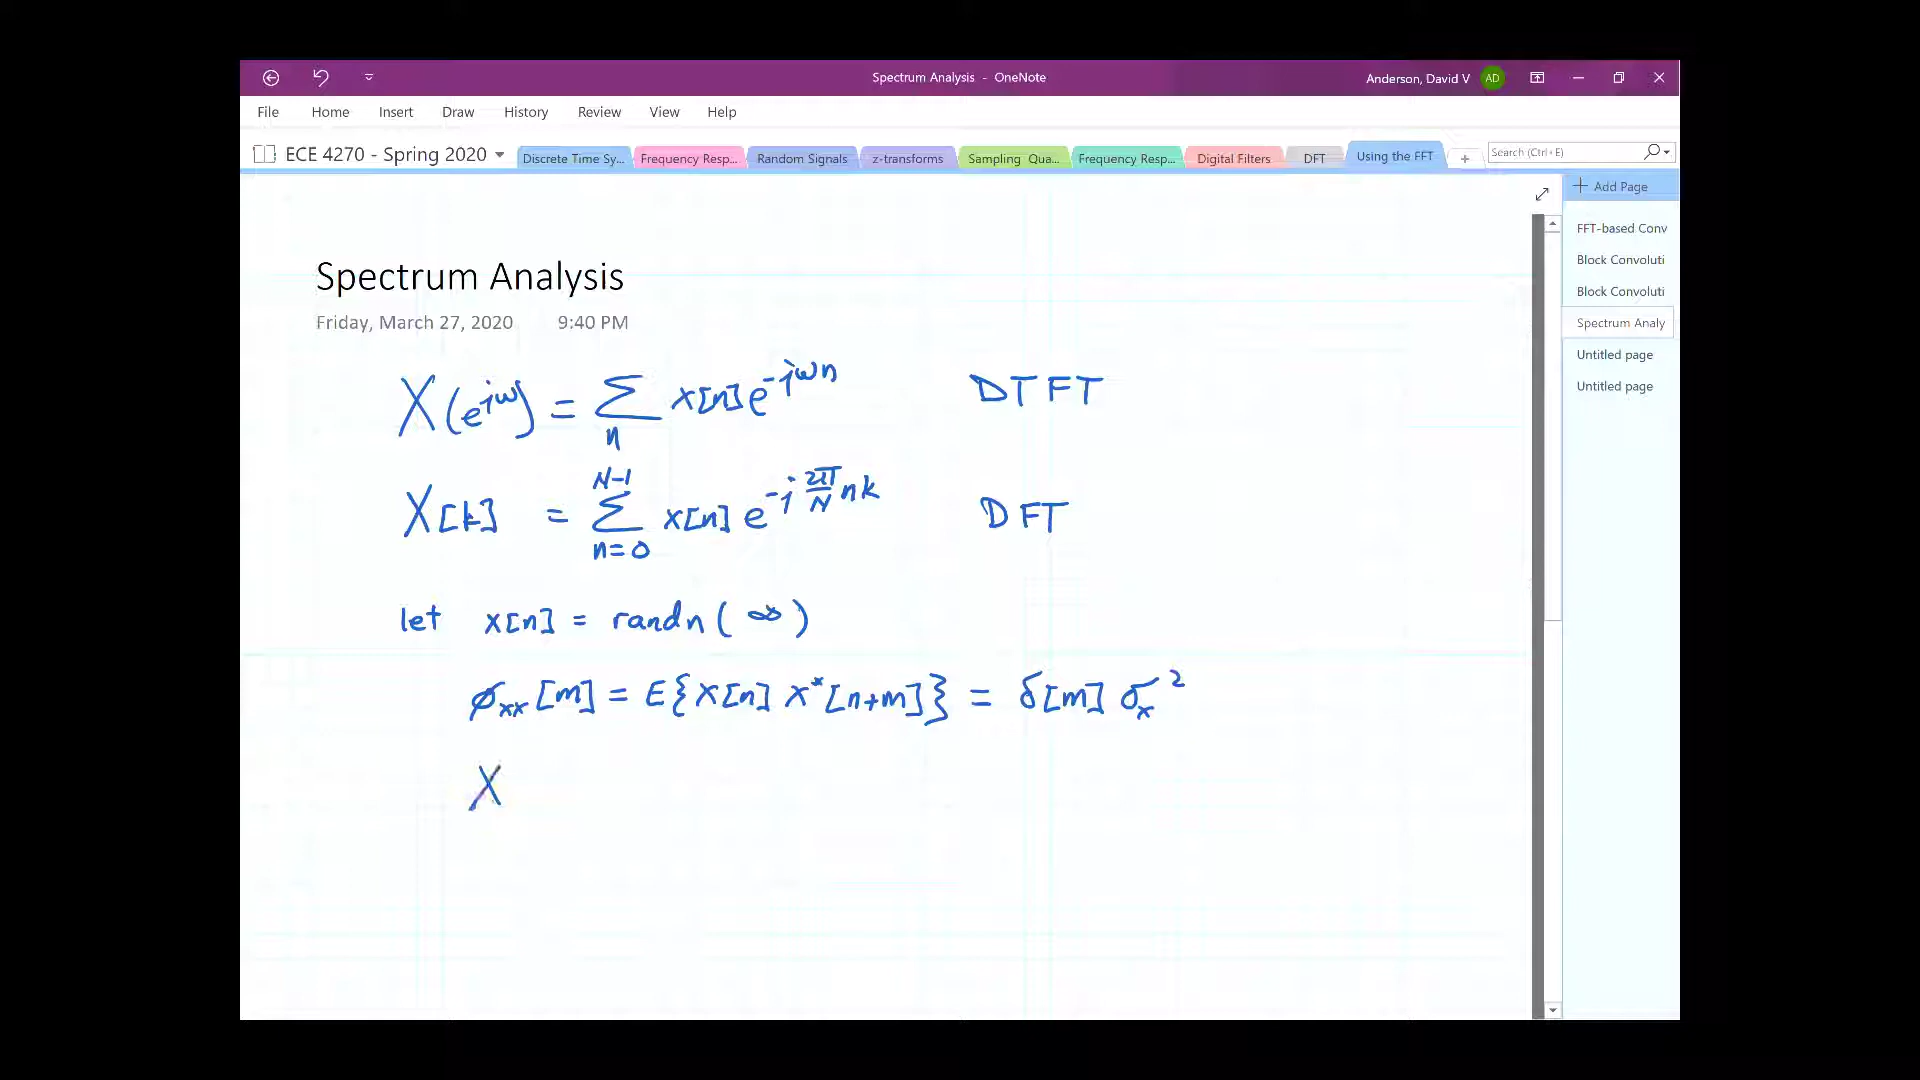 Spectrum Analysis - OneNote
Anderson, David V AD
File Home Insert Draw History Review View Help
ECE 4270 - Spring 2020
Discrete Time Sy... Frequency Resp... Random Signals z-transforms Sampling Qua... Frequency Resp... Digital Filters DFT Using the FFT +
Search (Ctrl+E)
+ Add Page
FFT-based Conv
Block Convoluti
Block Convoluti
Spectrum Analy
Untitled page
Untitled page
Spectrum Analysis
Friday, March 27, 2020 9:40 PM
X(e^{jω}) = Σ_n x[n]e^{-jωn} DTFT
X[k] = Σ_{n=0}^{N-1} x[n] e^{-j 2π/N nk} DFT
let x[n] = randn(∞)
ϕ_xx[m] = E{X[n] X*[n+m]} = δ[m] σ_x^2
X